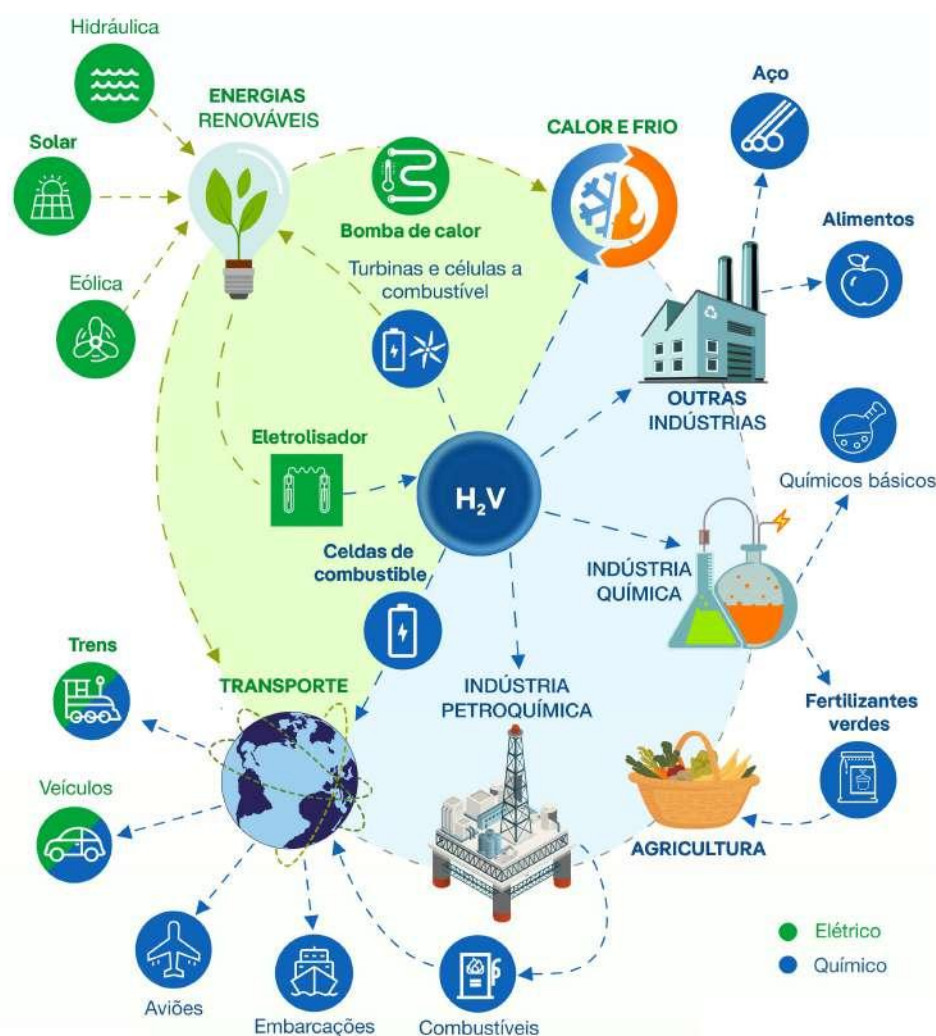 Hidráulica
ENERGIAS
RENOVÁVEIS
Solar
Eólica
Bomba de calor
CALOR E FRIO
Aço
Alimentos
Turbinas e células a
combustível
OUTRAS
INDÚSTRIAS
Eletrolisador
H₂V
Químicos básicos
Celdas de
combustible
INDÚSTRIA
QUÍMICA
Trens
TRANSPORTE
INDÚSTRIA
PETROQUÍMICA
Fertilizantes
verdes
Veículos
AGRICULTURA
Aviões
Embarcações
Combustíveis
Elétrico
Químico